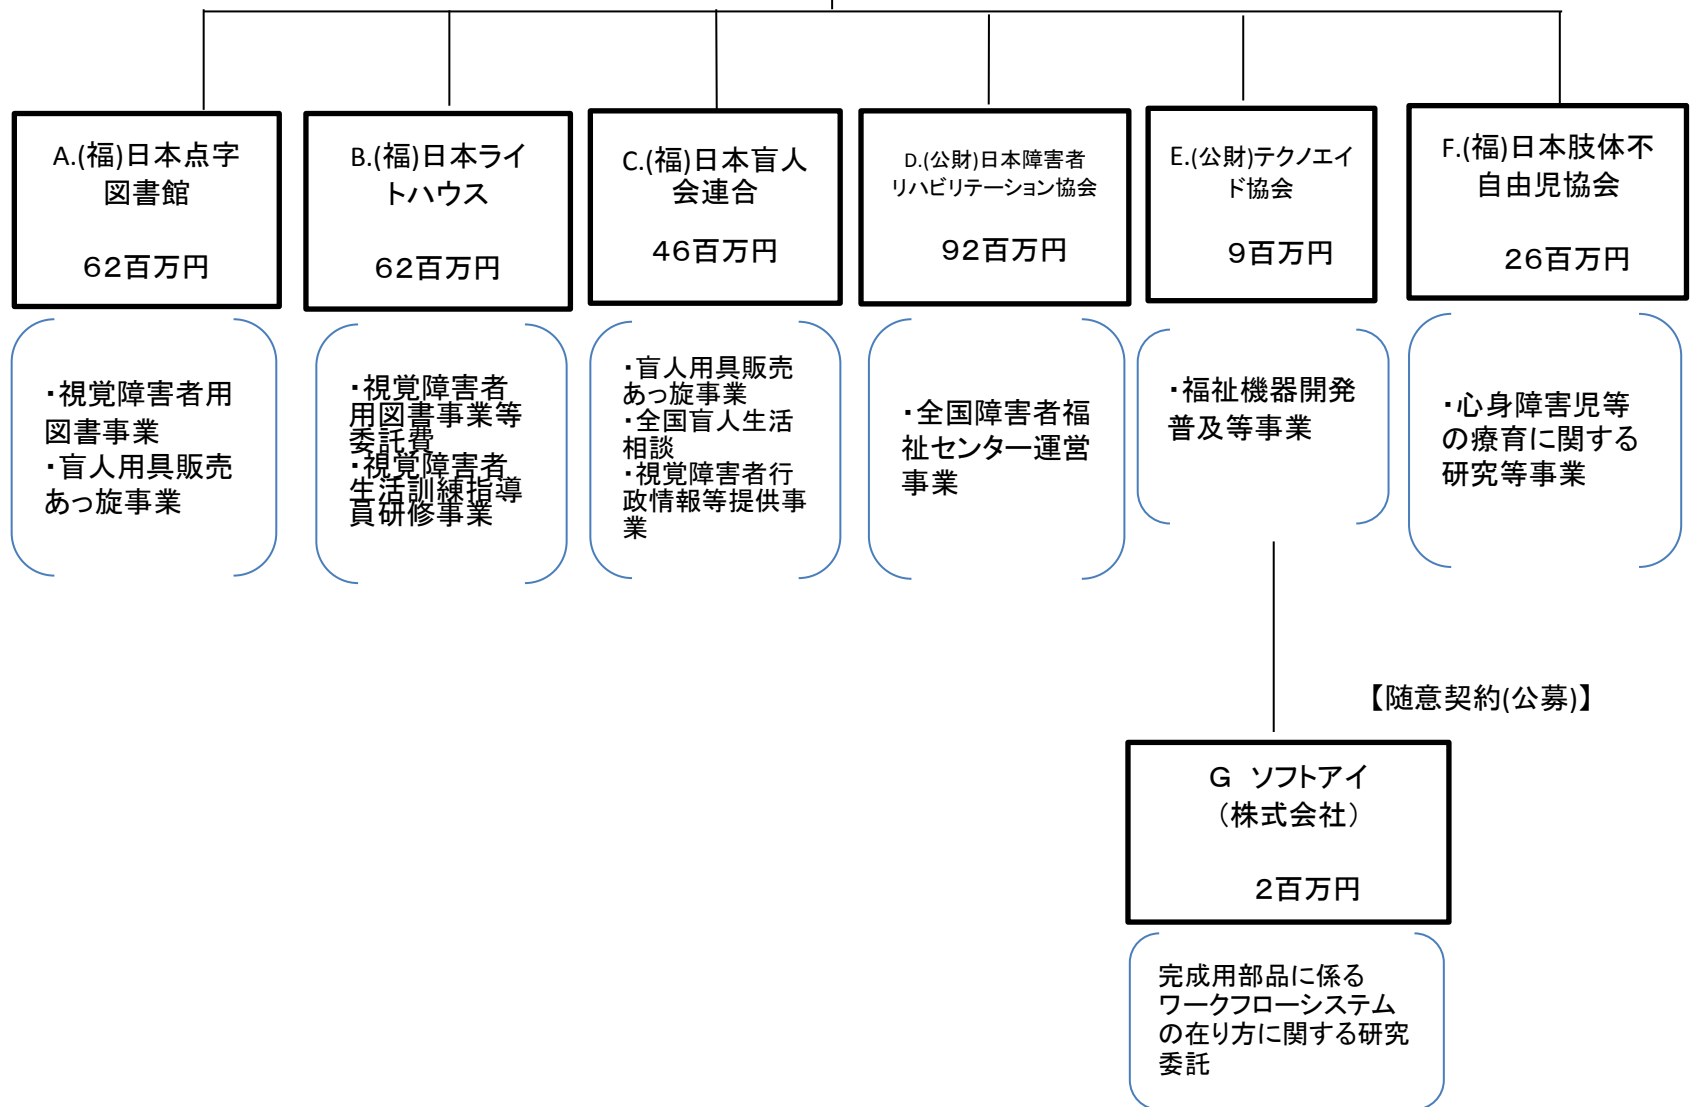 A.(福)日本点字
図書館
62百万円
B.(福)日本ライ
トハウス
62百万円
C.(福)日本盲人
会連合
46百万円
D.(公財)日本障害者
リハビリテーション協会
92百万円
E.(公財)テクノエイ
ド協会
9百万円
F.(福)日本肢体不
自由児協会
26百万円
・視覚障害者用
図書事業
・盲人用具販売
あっ旋事業
・視覚障害者
用図書事業等
委託費
・視覚障害者
生活訓練指導
員研修事業
・盲人用具販売
あっ旋事業
・全国盲人生活
相談
・視覚障害者行
政情報等提供事
業
・全国障害者福
祉センター運営
事業
・福祉機器開発
普及等事業
・心身障害児等
の療育に関する
研究等事業
【随意契約(公募)】
G　ソフトアイ
（株式会社）
2百万円
完成用部品に係る
ワークフローシステム
の在り方に関する研究
委託